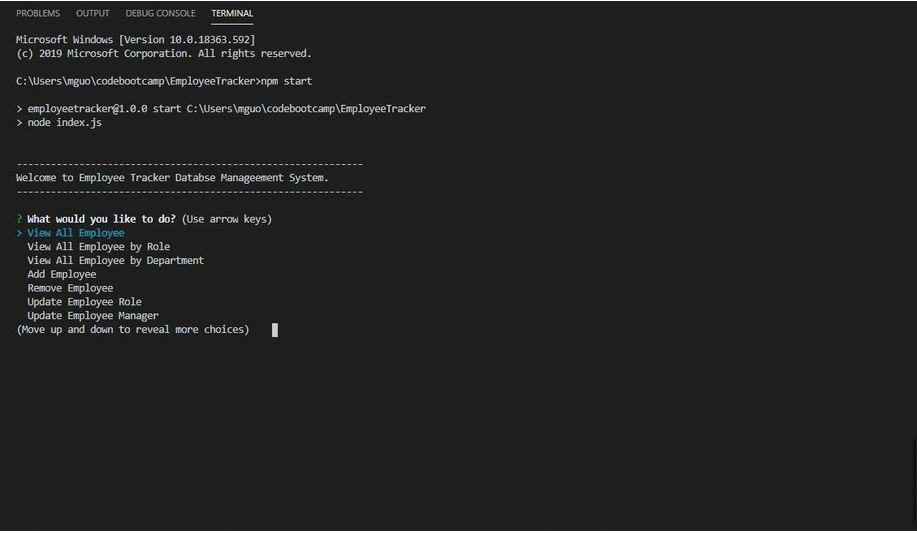 PROBLEMS OUTPUT DEBUG CONSOLE TERMINAL
Microsoft Windows [Version 10.0.18363.592]
(c) 2019 Microsoft Corporation. All rights reserved.
C:\Users\mguo\codebootcamp\EmployeeTracker>npm start
> employeetracker@1.0.0 start C:\Users\mguo\codebootcamp\EmployeeTracker
> node index.js
-------------------------------------------------------------
Welcome to Employee Tracker Databse Manageement System.
-------------------------------------------------------------
? What would you like to do? (Use arrow keys)
> View All Employee
View All Employee by Role
View All Employee by Department
Add Employee
Remove Employee
Update Employee Role
Update Employee Manager
(Move up and down to reveal more choices)